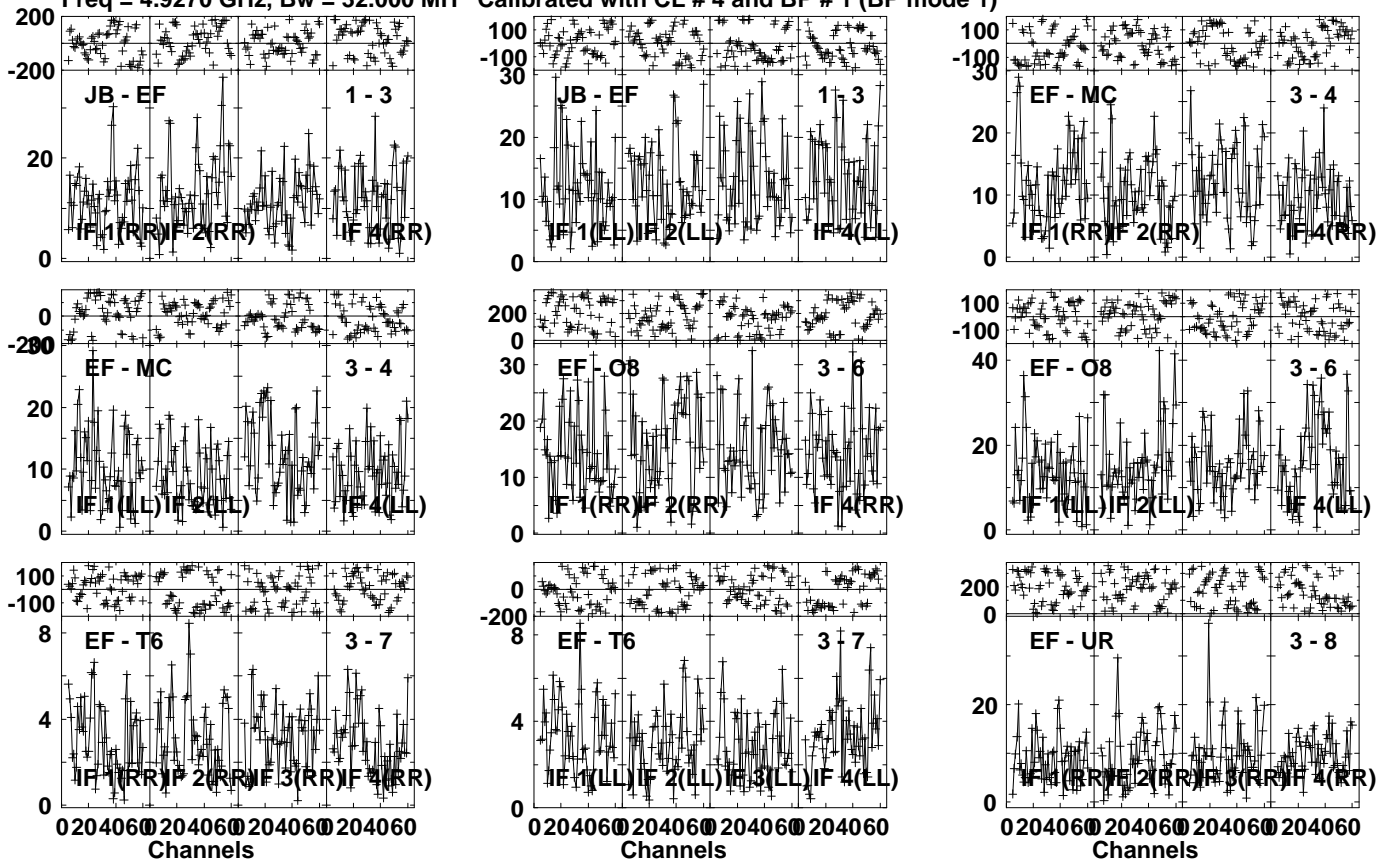 Freq = 4.9270 GHz, Bw = 32.000 MH Calibrated with CL # 4 and BP # 1 (BP mode 1)
200
-200
JB - EF 1 - 3
20
0
IF 1(RR) IF 2(RR) IF 4(RR)
100
-100
30
JB - EF 1 - 3
20
10
0
IF 1(LL) IF 2(LL) IF 4(LL)
100
-100
30
EF - MC 3 - 4
20
10
0
IF 1(RR) IF 2(RR) IF 4(RR)
0
-200
30
EF - MC 3 - 4
20
10
0
IF 1(LL) IF 2(LL) IF 4(LL)
200
0
30
EF - O8 3 - 6
20
10
0
IF 1(RR) IF 2(RR) IF 4(RR)
100
-100
40
EF - O8 3 - 6
20
0
IF 1(LL) IF 2(LL) IF 4(LL)
100
-100
8
EF - T6 3 - 7
4
0
IF 1(RR) IF 2(RR) IF 3(RR) IF 4(RR)
0 20 40 60 0 20 40 60 0 20 40 60 0 20 40 60
Channels
0
-200
8
EF - T6 3 - 7
4
0
IF 1(LL) IF 2(LL) IF 3(LL) IF 4(LL)
0 20 40 60 0 20 40 60 0 20 40 60 0 20 40 60
Channels
200
0
EF - UR 3 - 8
20
0
IF 1(RR) IF 2(RR) IF 3(RR) IF 4(RR)
0 20 40 60 0 20 40 60 0 20 40 60 0 20 40 60
Channels